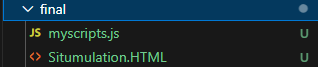 final
JS myscripts.js U
<> Situmulation.HTML U